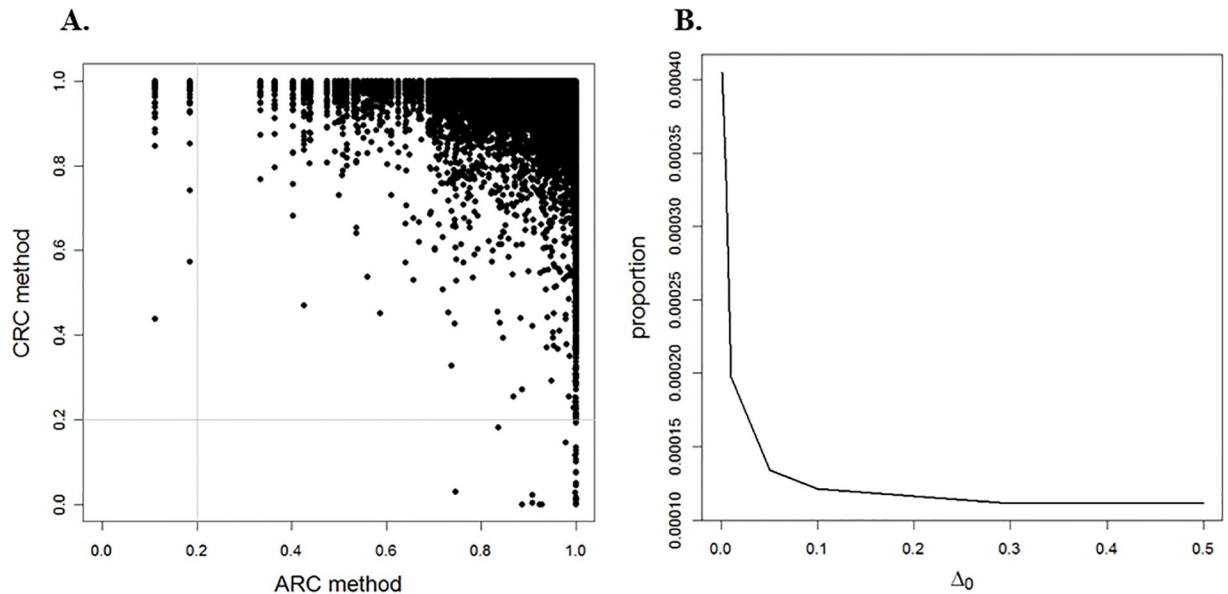 A.
1.0
0.8
0.6
0.4
0.2
0.0
CRC method
0.0 0.2 0.4 0.6 0.8 1.0
ARC method
B.
0.00040
0.00035
0.00030
0.00025
0.00020
0.00015
0.00010
proportion
0.0 0.1 0.2 0.3 0.4 0.5
Δ₀